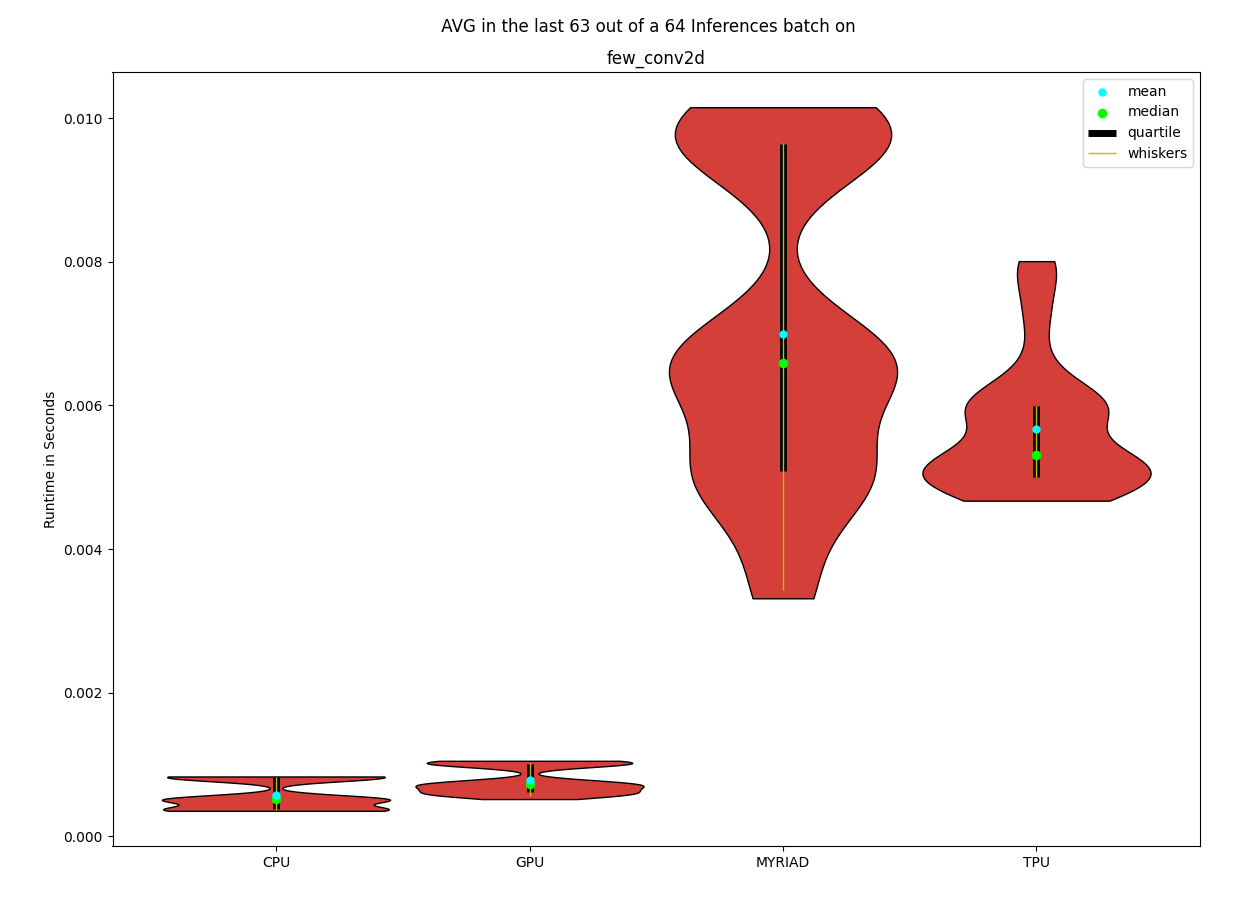 AVG in the last 63 out of a 64 Inferences batch on
few_conv2d
mean
median
quartile
whiskers
0.010
0.008
0.006
0.004
0.002
0.000
Runtime in Seconds
CPU
GPU
MYRIAD
TPU